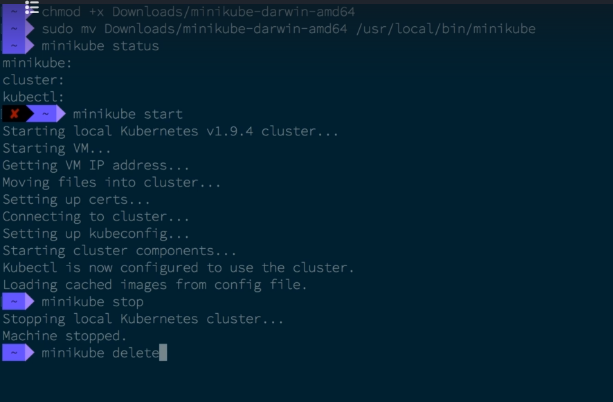 ~ chmod +x Downloads/minikube-darwin-amd64
~ sudo mv Downloads/minikube-darwin-amd64 /usr/local/bin/minikube
~ minikube status
minikube:
cluster:
kubectl:
✘ ~ minikube start
Starting local Kubernetes v1.9.4 cluster...
Starting VM...
Getting VM IP address...
Moving files into cluster...
Setting up certs...
Connecting to cluster...
Setting up kubeconfig...
Starting cluster components...
Kubectl is now configured to use the cluster.
Loading cached images from config file.
~ minikube stop
Stopping local Kubernetes cluster...
Machine stopped.
~ minikube delete